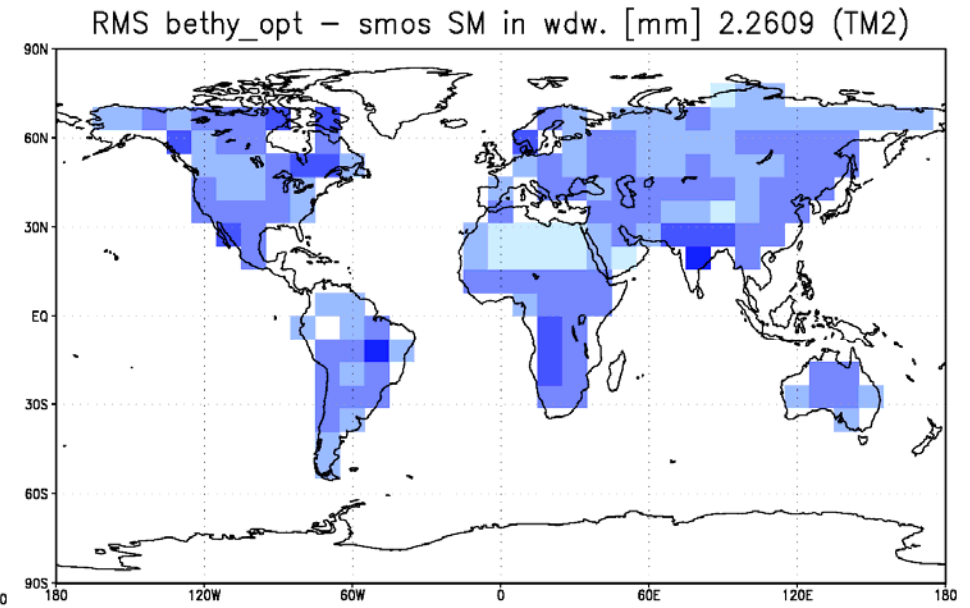 RMS bethy_opt – smos SM in wdw. [mm] 2.2609 (TM2)
90N
60N
30N
EQ
30S
60S
90S
0
180
120W
60W
0
60E
120E
180